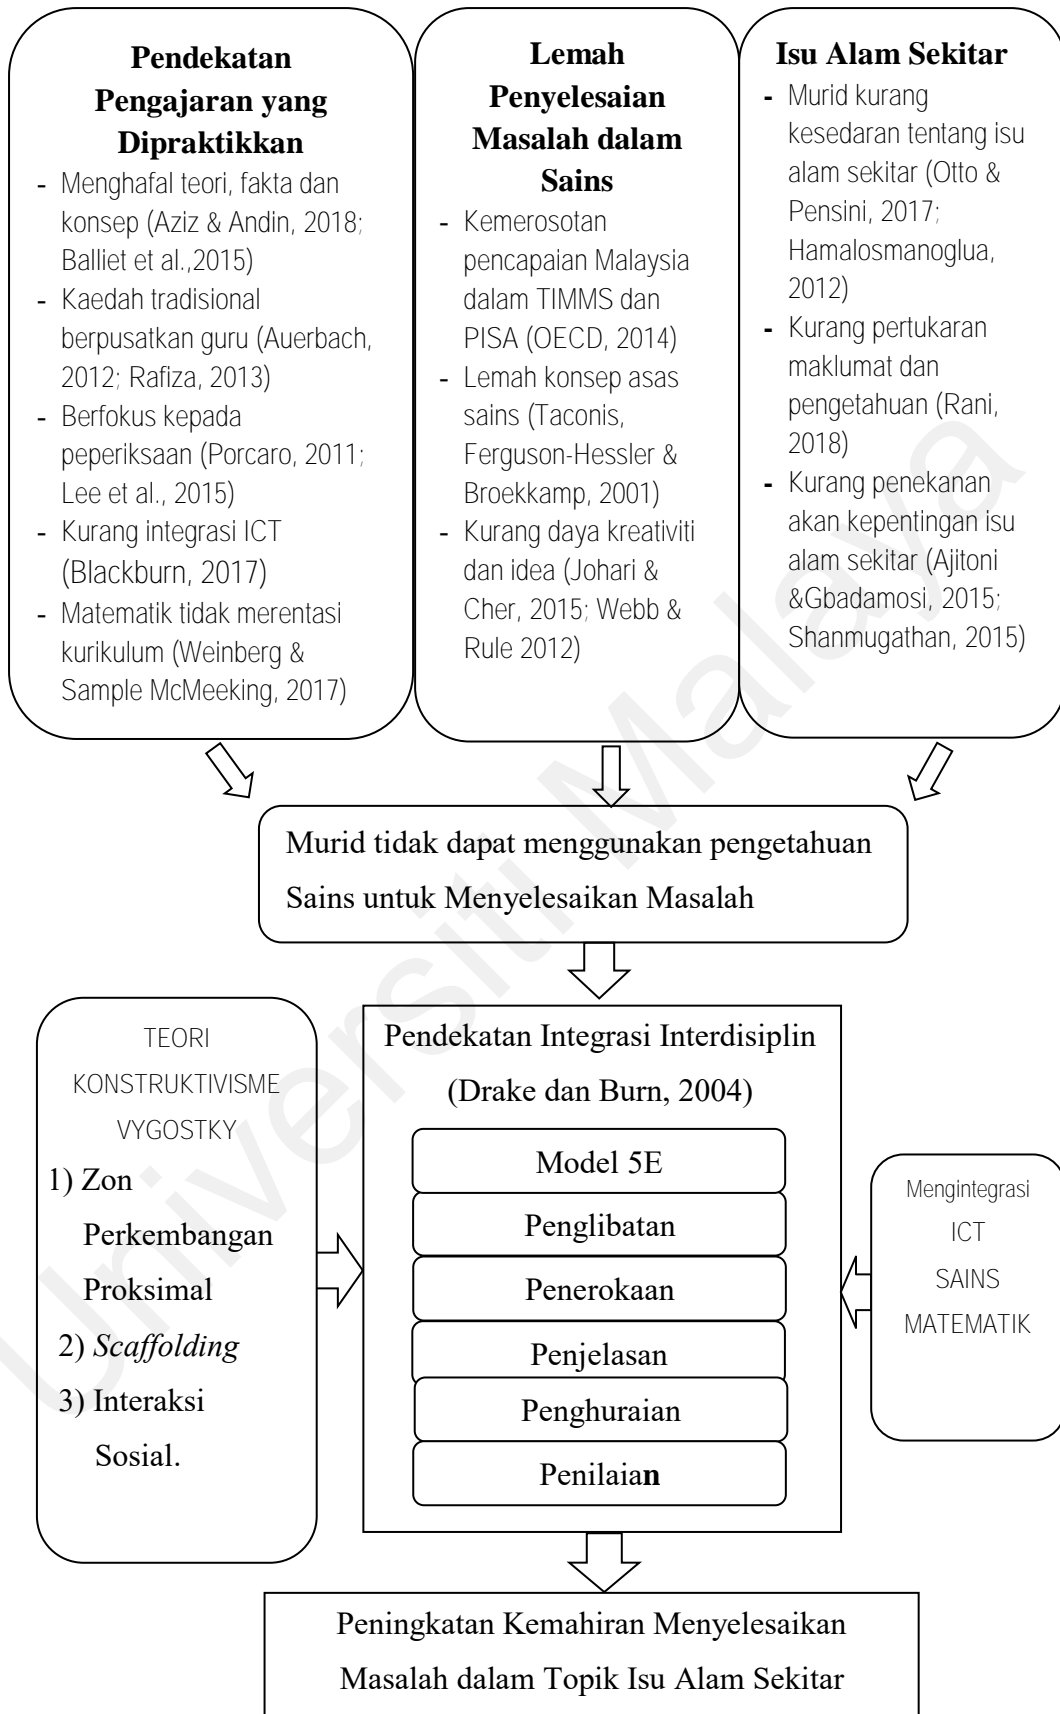 Pendekatan
Pengajaran yang
Dipraktikkan
- Menghafal teori, fakta dan
konsep (Aziz & Andin, 2018;
Balliet et al.,2015)
- Kaedah tradisional
berpusatkan guru (Auerbach,
2012; Rafiza, 2013)
- Berfokus kepada
peperiksaan (Porcaro, 2011;
Lee et al., 2015)
- Kurang integrasi ICT
(Blackburn, 2017)
- Matematik tidak merentasi
kurikulum (Weinberg &
Sample McMeeking, 2017)
Lemah
Penyelesaian
Masalah dalam
Sains
- Kemerosotan
pencapaian Malaysia
dalam TIMMS dan
PISA (OECD, 2014)
- Lemah konsep asas
sains (Taconis,
Ferguson-Hessler &
Broekkamp, 2001)
- Kurang daya kreativiti
dan idea (Johari &
Cher, 2015; Webb &
Rule 2012)
Isu Alam Sekitar
- Murid kurang
kesedaran tentang isu
alam sekitar (Otto &
Pensini, 2017;
Hamalosmanoglua,
2012)
- Kurang pertukaran
maklumat dan
pengetahuan (Rani,
2018)
- Kurang penekanan
akan kepentingan isu
alam sekitar (Ajitoni
&Gbadamosi, 2015;
Shanmugathan, 2015)
Murid tidak dapat menggunakan pengetahuan
Sains untuk Menyelesaikan Masalah
TEORI
KONSTRUKTIVISME
VYGOSTKY
1) Zon
Perkembangan
Proksimal
2) Scaffolding
3) Interaksi
Sosial.
Pendekatan Integrasi Interdisiplin
(Drake dan Burn, 2004)
Model 5E
Penglibatan
Penerokaan
Penjelasan
Penghuraian
Penilaian
Mengintegrasi
ICT
SAINS
MATEMATIK
Peningkatan Kemahiran Menyelesaikan
Masalah dalam Topik Isu Alam Sekitar
Universiti Malaya